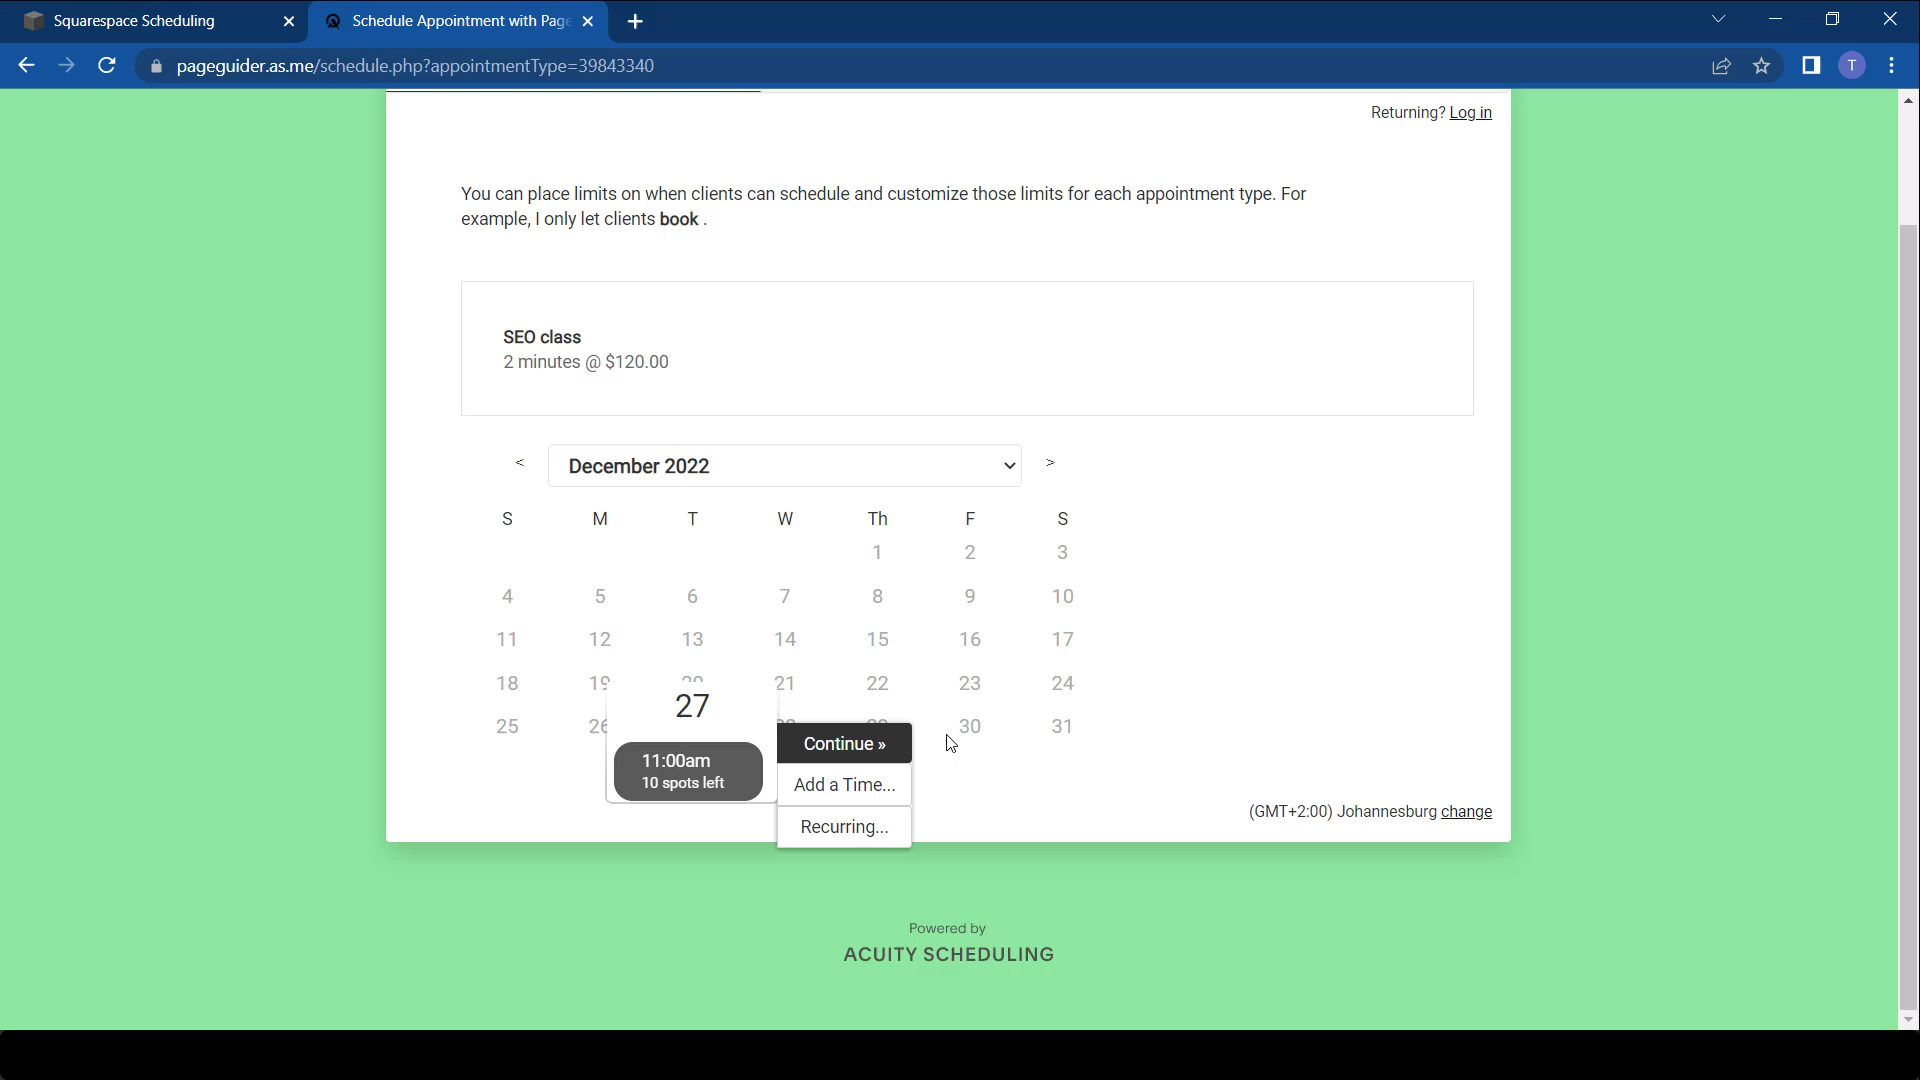 Squarespace Scheduling
Schedule Appointment with Page
pageguider.as.me/schedule.php?appointmentType=39843340
T
Returning? Log in
You can place limits on when clients can schedule and customize those limits for each appointment type. For
example, I only let clients book .
SEO class
2 minutes @ $120.00
< December 2022 >
S M T W Th F S
1 2 3
4 5 6 7 8 9 10
11 12 13 14 15 16 17
18 19 20 21 22 23 24
25 26 27 30 31
Continue »
11:00am
10 spots left
Add a Time...
Recurring...
(GMT+2:00) Johannesburg change
Powered by
ACUITY SCHEDULING